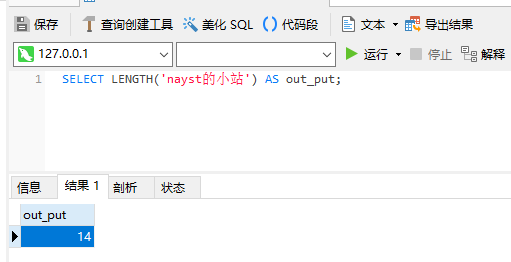 保存 查询创建工具 美化 SQL () 代码段 文本 导出结果
127.0.0.1 运行 停止 解释
1 SELECT LENGTH('nayst的小站') AS out_put;
信息 结果 1 剖析 状态
out_put
14